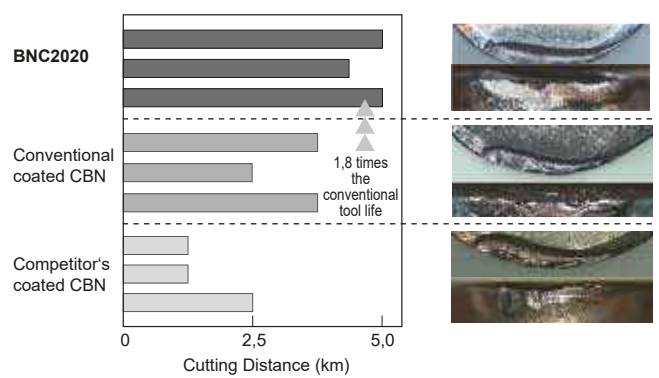 BNC2020
Conventional
coated CBN
1,8 times
the
conventional
tool life
Competitor‘s
coated CBN
0
2,5
5,0
Cutting Distance (km)